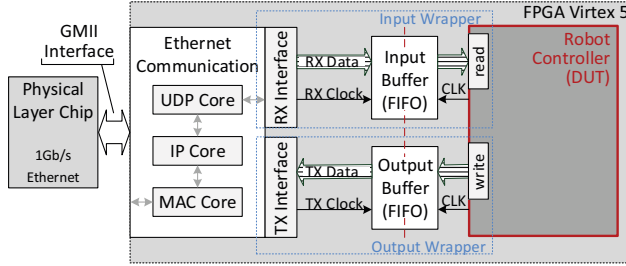 GMII
Interface
Physical
Layer Chip
1Gb/s
Ethernet
Ethernet
Communication
UDP Core
IP Core
MAC Core
RX Interface
TX Interface
Input Wrapper
RX Data
RX Clock
Input
Buffer
(FIFO)
CLK
read
TX Data
TX Clock
Output
Buffer
(FIFO)
CLK
write
Output Wrapper
FPGA Virtex 5
Robot
Controller
(DUT)